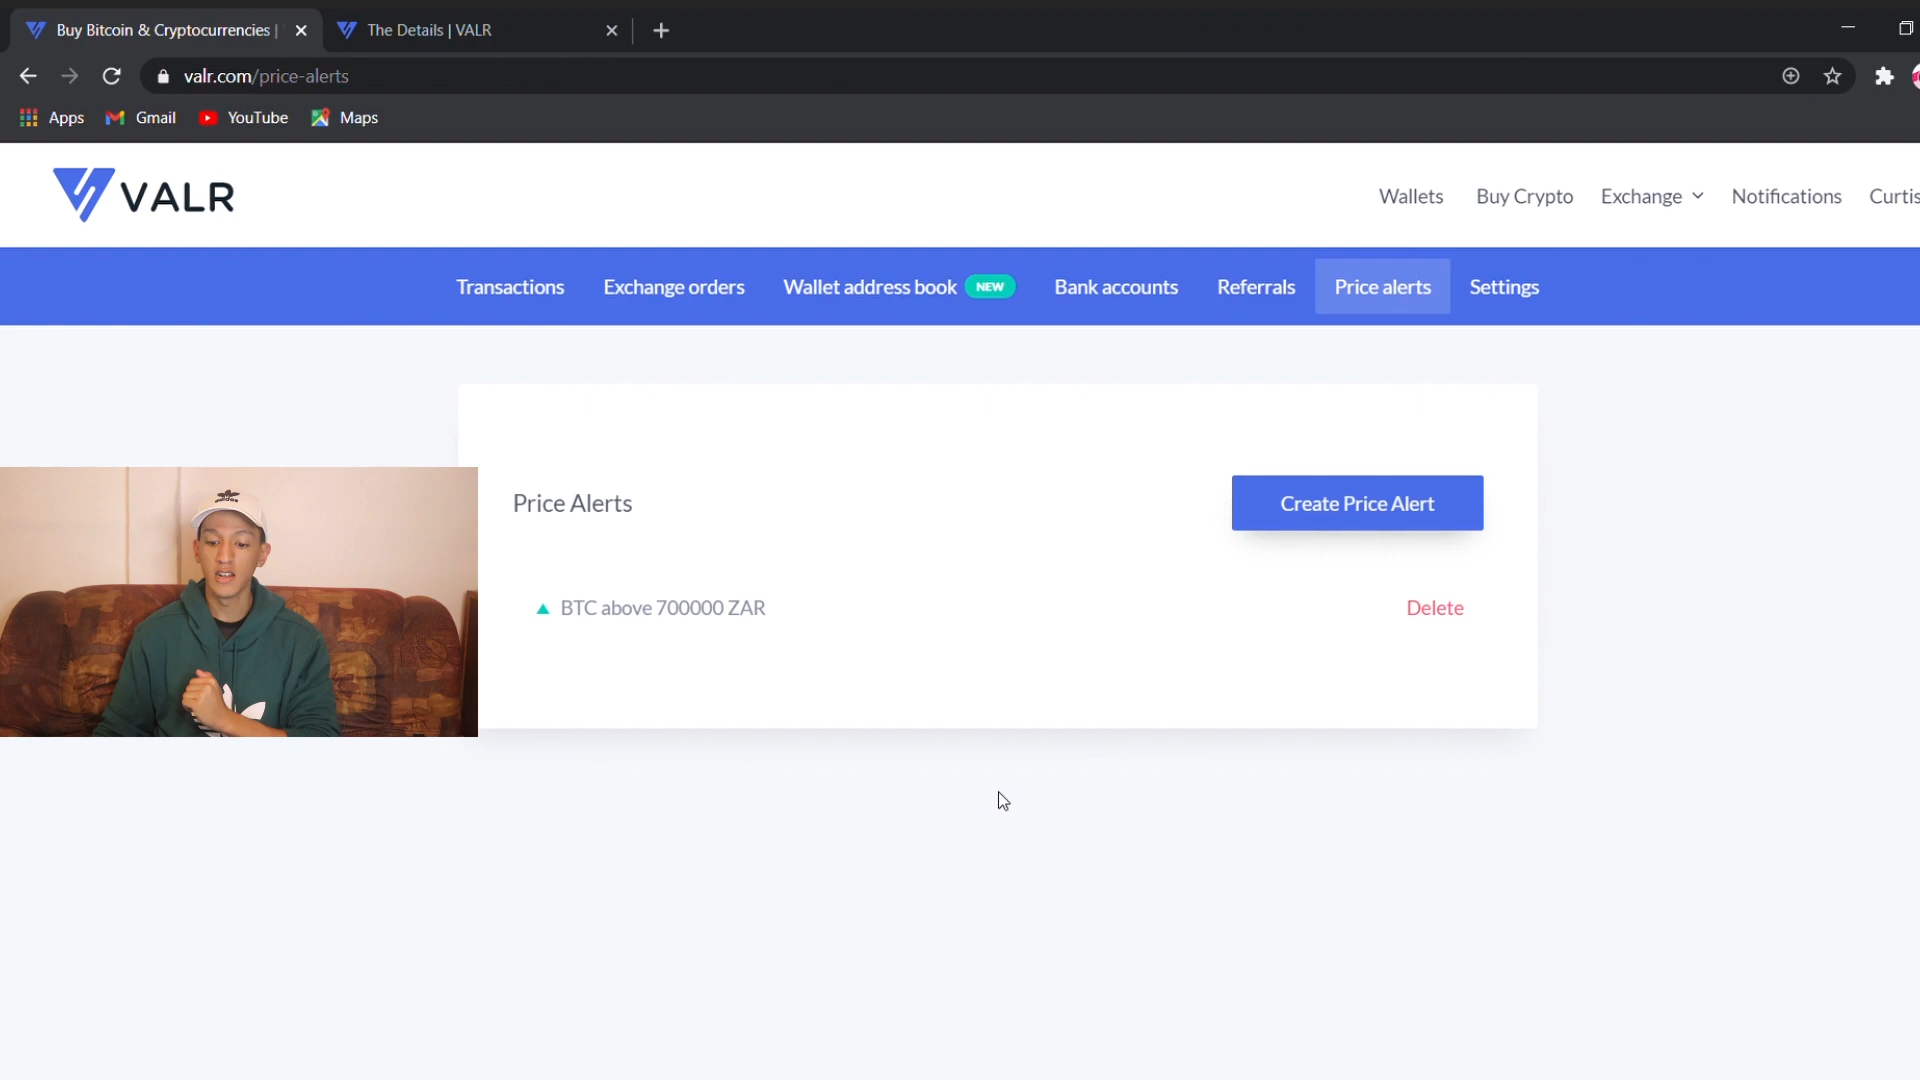 Buy Bitcoin & Cryptocurrencies |
The Details | VALR
valr.com/price-alerts
Apps
Gmail
YouTube
Maps
VALR
Wallets
Buy Crypto
Exchange
Notifications
Curtis
Transactions
Exchange orders
Wallet address book NEW
Bank accounts
Referrals
Price alerts
Settings
Price Alerts
Create Price Alert
BTC above 700000 ZAR
Delete